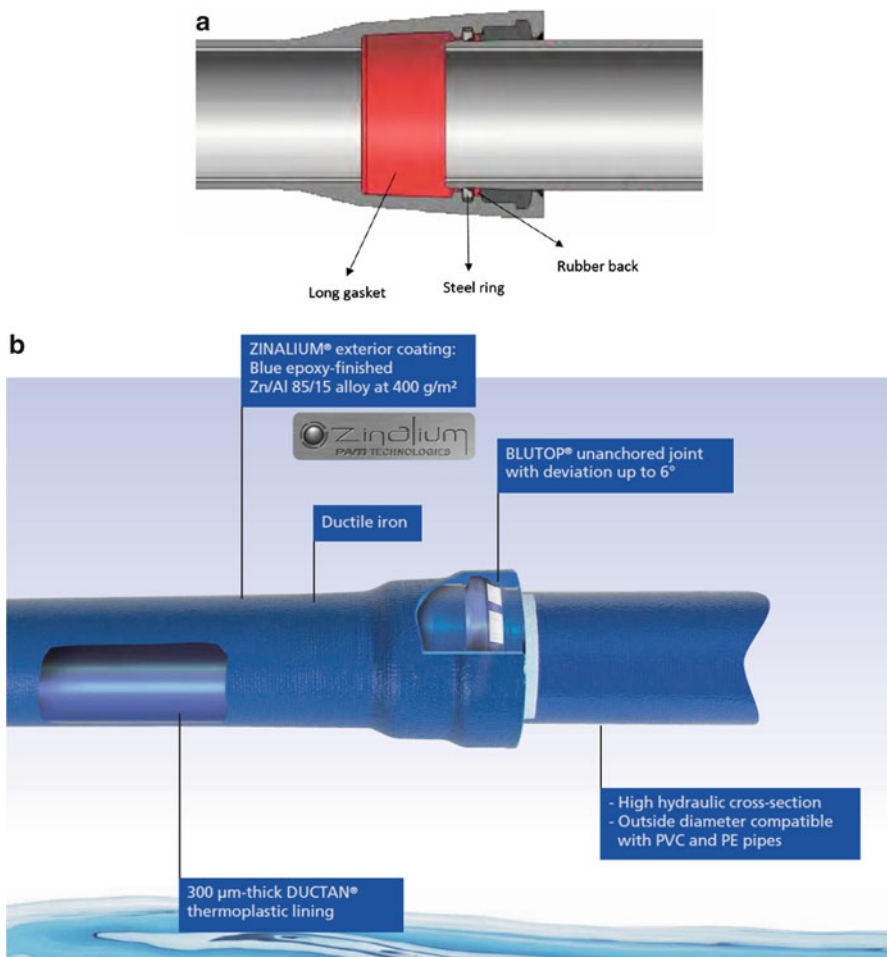 a
Long gasket
Steel ring
Rubber back
b
ZINALIUM® exterior coating:
Blue epoxy-finished
Zn/Al 85/15 alloy at 400 g/m²
Zinalium
PAM TECHNOLOGIES
BLUTOP® unanchored joint
with deviation up to 6°
Ductile iron
- High hydraulic cross-section
- Outside diameter compatible
with PVC and PE pipes
300 µm-thick DUCTAN®
thermoplastic lining